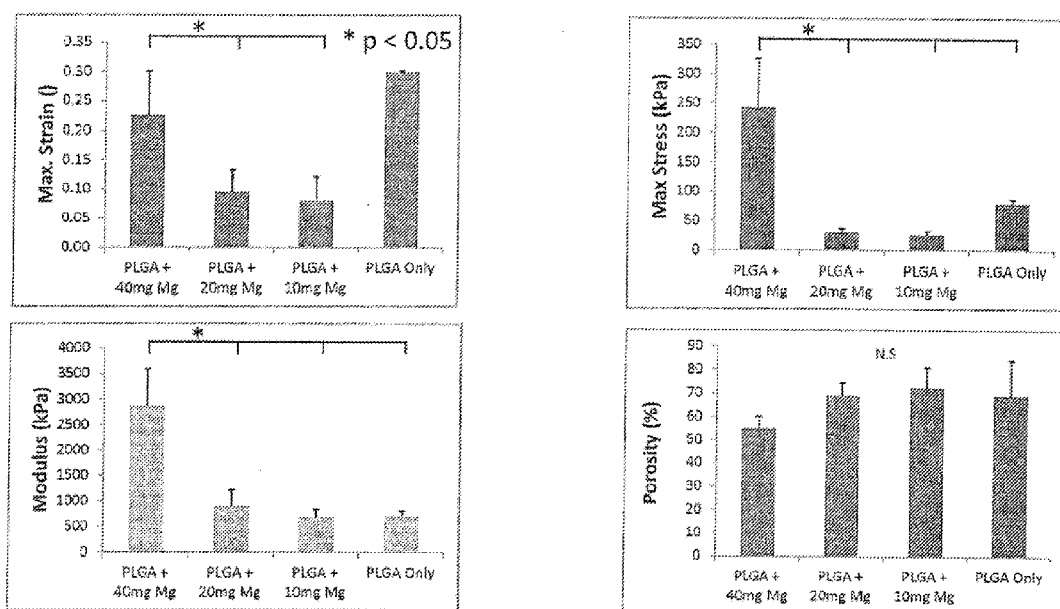 *
* p < 0.05
0.35
0.30
0.25
0.20
0.15
0.10
0.05
0.00
Max. Strain ()
PLGA + 40mg Mg
PLGA + 20mg Mg
PLGA + 10mg Mg
PLGA Only
*
350
300
250
200
150
100
50
0
Max Stress (kPa)
PLGA + 40mg Mg
PLGA + 20mg Mg
PLGA + 10mg Mg
PLGA Only
*
4000
3500
3000
2500
2000
1500
1000
500
0
Modulus (kPa)
PLGA + 40mg Mg
PLGA + 20mg Mg
PLGA + 10mg Mg
PLGA Only
N.S
90
80
70
60
50
40
30
20
10
0
Porosity (%)
PLGA + 40mg Mg
PLGA + 20mg Mg
PLGA + 10mg Mg
PLGA Only